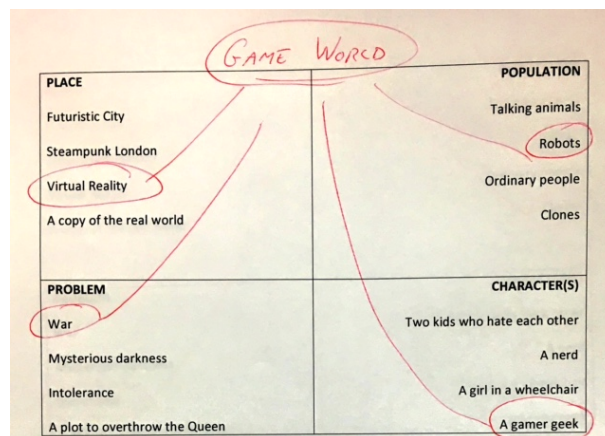 GAME WORLD
PLACE
Futuristic City
Steampunk London
Virtual Reality
A copy of the real world
POPULATION
Talking animals
Robots
Ordinary people
Clones
PROBLEM
War
Mysterious darkness
Intolerance
A plot to overthrow the Queen
CHARACTER(S)
Two kids who hate each other
A nerd
A girl in a wheelchair
A gamer geek